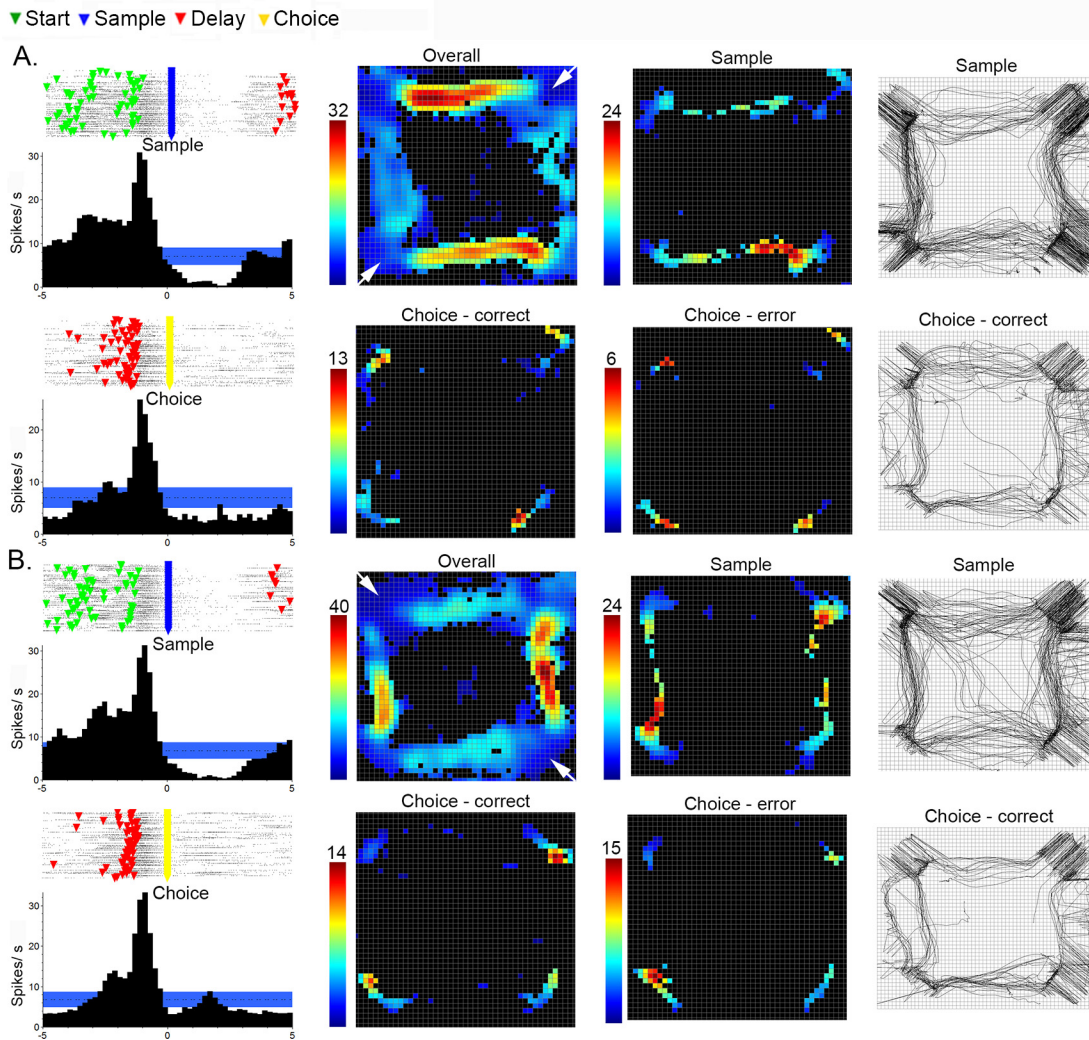 Start Sample Delay Choice
A.
Overall
Sample
Sample
32
24
Sample
Spikes/ s
30
20
10
0
-5 0 5
Choice - correct
Choice - error
Choice - correct
13
6
Choice
Spikes/ s
20
10
0
-5 0 5
B.
Overall
Sample
Sample
40
24
Sample
Spikes/ s
30
20
10
0
-5 0 5
Choice - correct
Choice - error
Choice - correct
14
15
Choice
Spikes/ s
30
20
10
0
-5 0 5